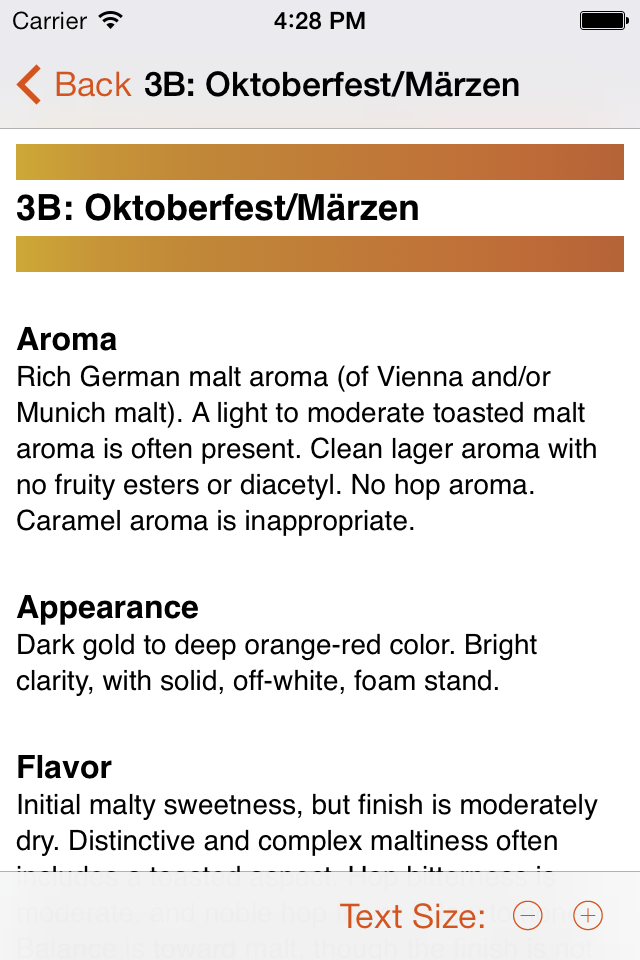 Carrier 4:28 PM
Back 3B: Oktoberfest/Märzen
3B: Oktoberfest/Märzen
Aroma
Rich German malt aroma (of Vienna and/or
Munich malt). A light to moderate toasted malt
aroma is often present. Clean lager aroma with
no fruity esters or diacetyl. No hop aroma.
Caramel aroma is inappropriate.
Appearance
Dark gold to deep orange-red color. Bright
clarity, with solid, off-white, foam stand.
Flavor
Initial malty sweetness, but finish is moderately
dry. Distinctive and complex maltiness often
includes a toasted aspect. Hop bitterness is
moderate, and noble hop
Balance is toward malt, though the finish is not
Text Size: